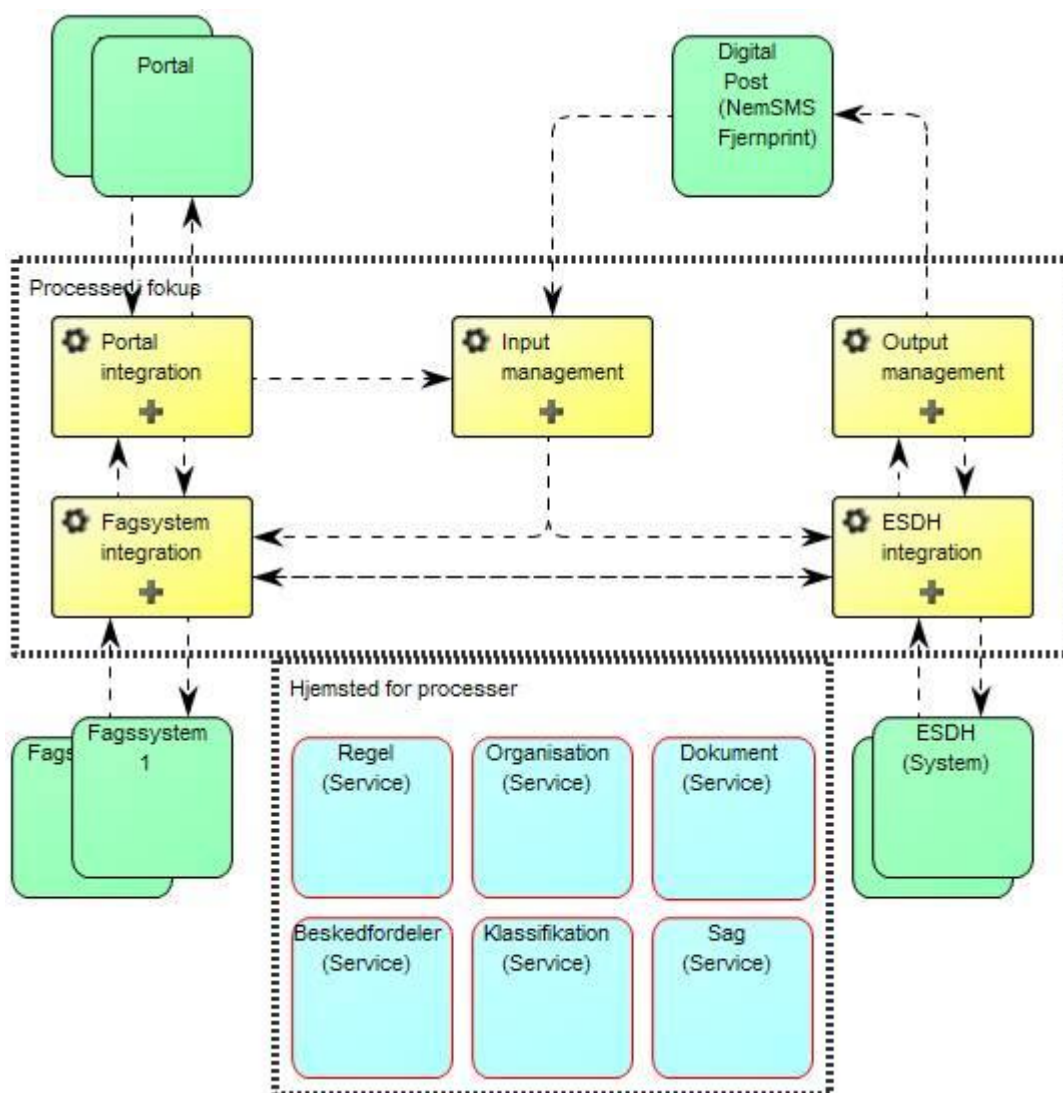 Portal
Digital
Post
(NemSMS
Fjernprint)
Processer i fokus
Portal
integration
Input
management
Output
management
Fagsystem
integration
ESDH
integration
Hjemsted for processer
Fags
Fagssystem
1
ESDH
(System)
Regel
(Service)
Organisation
(Service)
Dokument
(Service)
Beskedfordeler
(Service)
Klassifikation
(Service)
Sag
(Service)